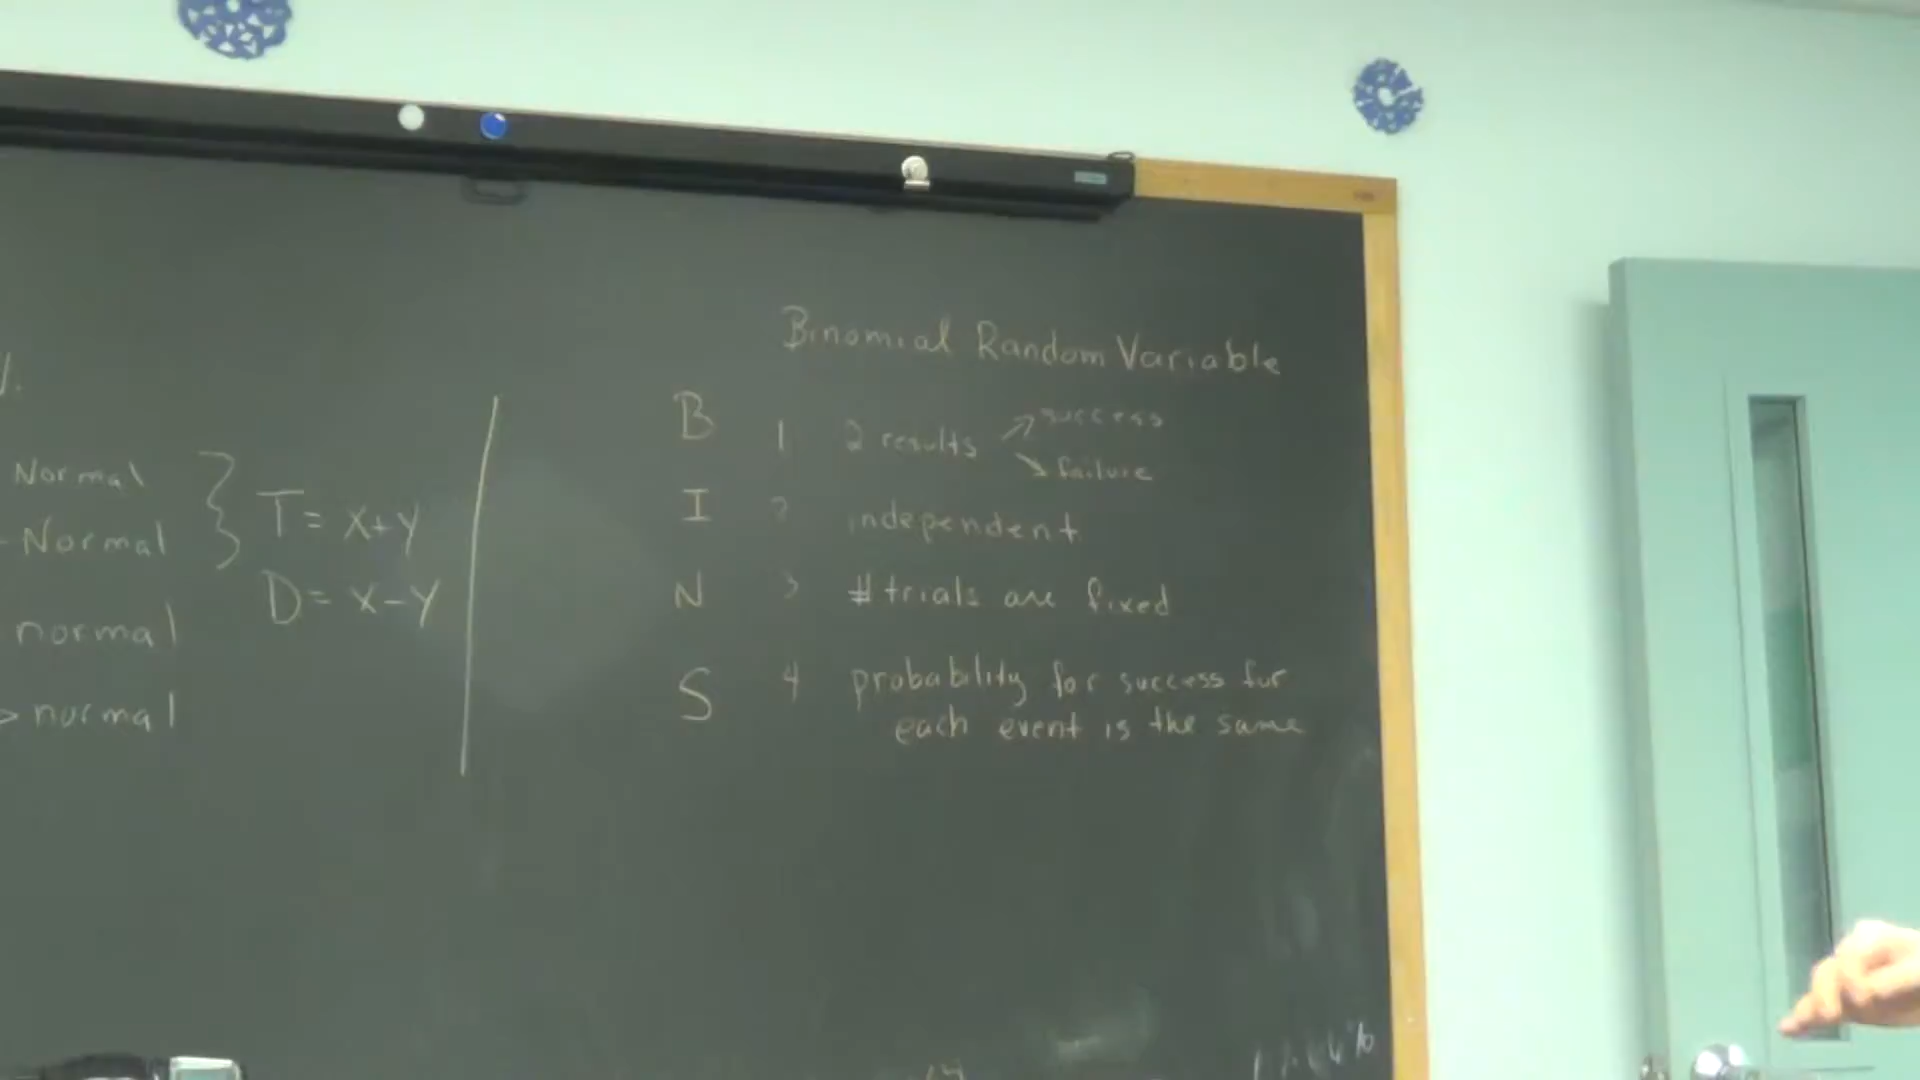 Normal
Normal
normal
> normal
T = X+Y
D = X-Y
Binomial Random Variable
B 1 2 results success
failure
I 2 independent
N 3 # trials are fixed
S 4 probability for success for
each event is the same